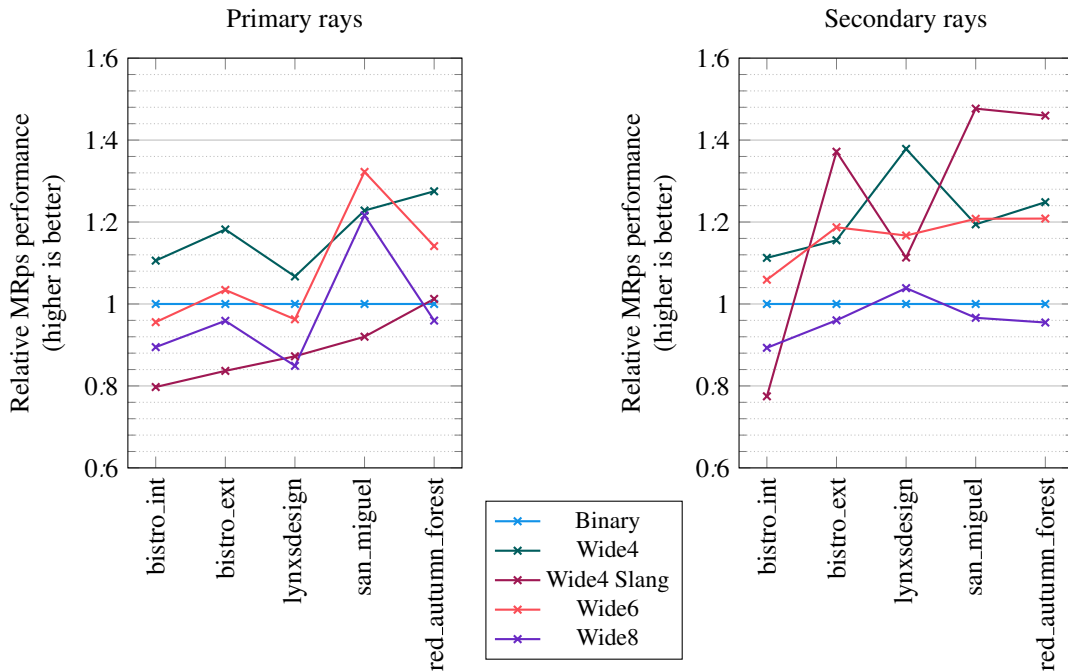 Primary rays
Relative MRps performance
(higher is better)
1.6
1.4
1.2
1
0.8
0.6
bistro_int
bistro_ext
lynxsdesign
san_miguel
red_autumn_forest
Secondary rays
Relative MRps performance
(higher is better)
1.6
1.4
1.2
1
0.8
0.6
bistro_int
bistro_ext
lynxsdesign
san_miguel
red_autumn_forest
Binary
Wide4
Wide4 Slang
Wide6
Wide8